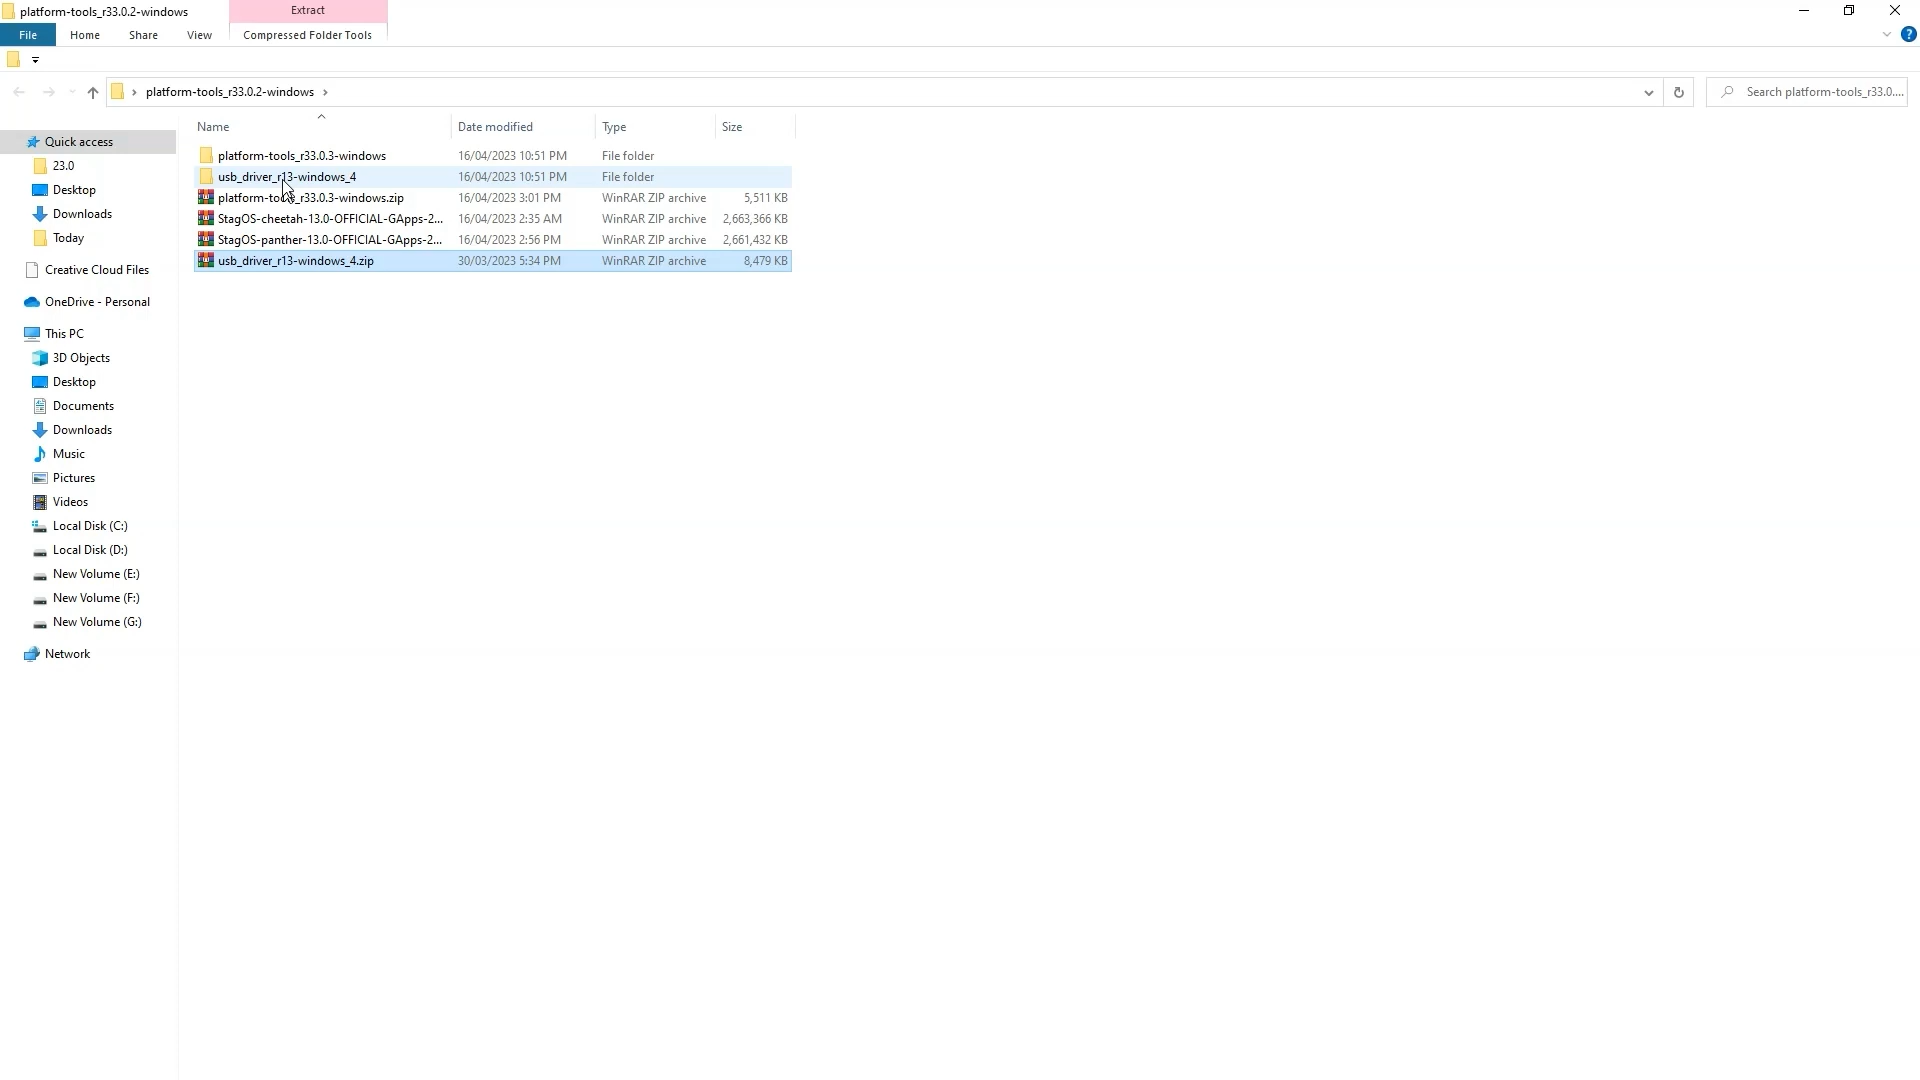 platform-tools_r33.0.2-windows
Extract
File
Home
Share
View
Compressed Folder Tools
?
platform-tools_r33.0.2-windows
Search platform-tools_r33.0....
Name
Date modified
Type
Size
Quick access
23.0
Desktop
Downloads
Today
Creative Cloud Files
OneDrive - Personal
This PC
3D Objects
Desktop
Documents
Downloads
Music
Pictures
Videos
Local Disk (C:)
Local Disk (D:)
New Volume (E:)
New Volume (F:)
New Volume (G:)
Network
platform-tools_r33.0.3-windows 16/04/2023 10:51 PM File folder
usb_driver_r13-windows_4 16/04/2023 10:51 PM File folder
platform-tools_r33.0.3-windows.zip 16/04/2023 3:01 PM WinRAR ZIP archive 5,511 KB
StagOS-cheetah-13.0-OFFICIAL-GApps-2... 16/04/2023 2:35 AM WinRAR ZIP archive 2,663,366 KB
StagOS-panther-13.0-OFFICIAL-GApps-2... 16/04/2023 2:56 PM WinRAR ZIP archive 2,661,432 KB
usb_driver_r13-windows_4.zip 30/03/2023 5:34 PM WinRAR ZIP archive 8,479 KB